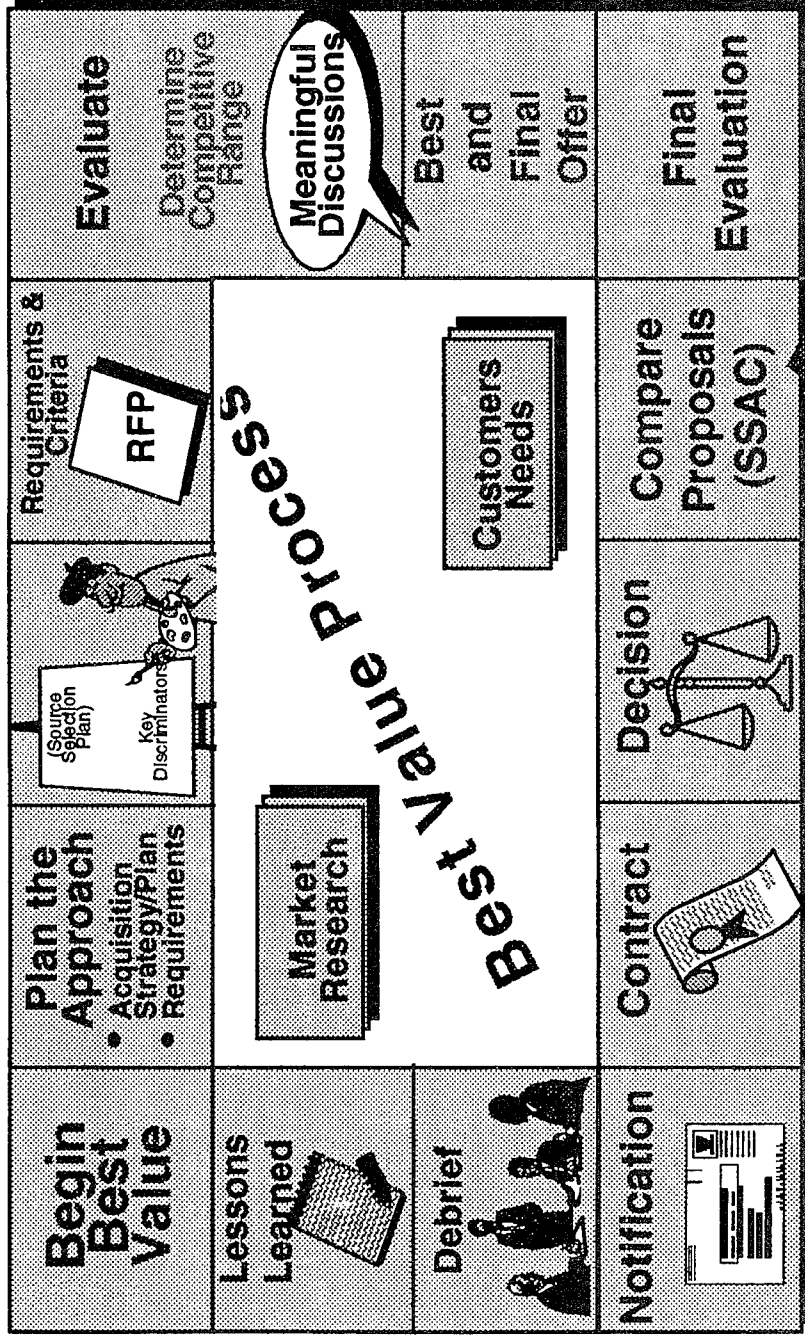 Begin
Best
Value
Plan the
Approach
• Acquisition
Strategy/Plan
• Requirements
(Source
Selection
Plan)
Key
Discriminators
Requirements &
Criteria
RFP
Evaluate
Determine
Competitive
Range
Meaningful
Discussions
Best
and
Final
Offer
Final
Evaluation
Compare
Proposals
(SSAC)
Decision
Contract
Notification
Debrief
Lessons
Learned
Market
Research
Best Value Process
Customers
Needs